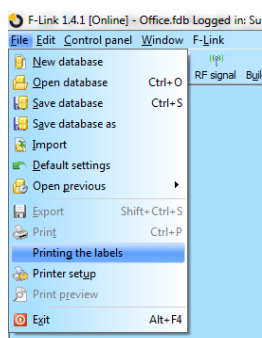 F-Link 1.4.1 [Online] - Office.fdb Logged in: Su
File Edit Control panel Window F-Link
RF signal
New database
Open database Ctrl+O
Save database Ctrl+S
Save database as
Import
Default settings
Open previous
Export Shift+Ctrl+S
Print Ctrl+P
Printing the labels
Printer setup
Print preview
Exit Alt+F4